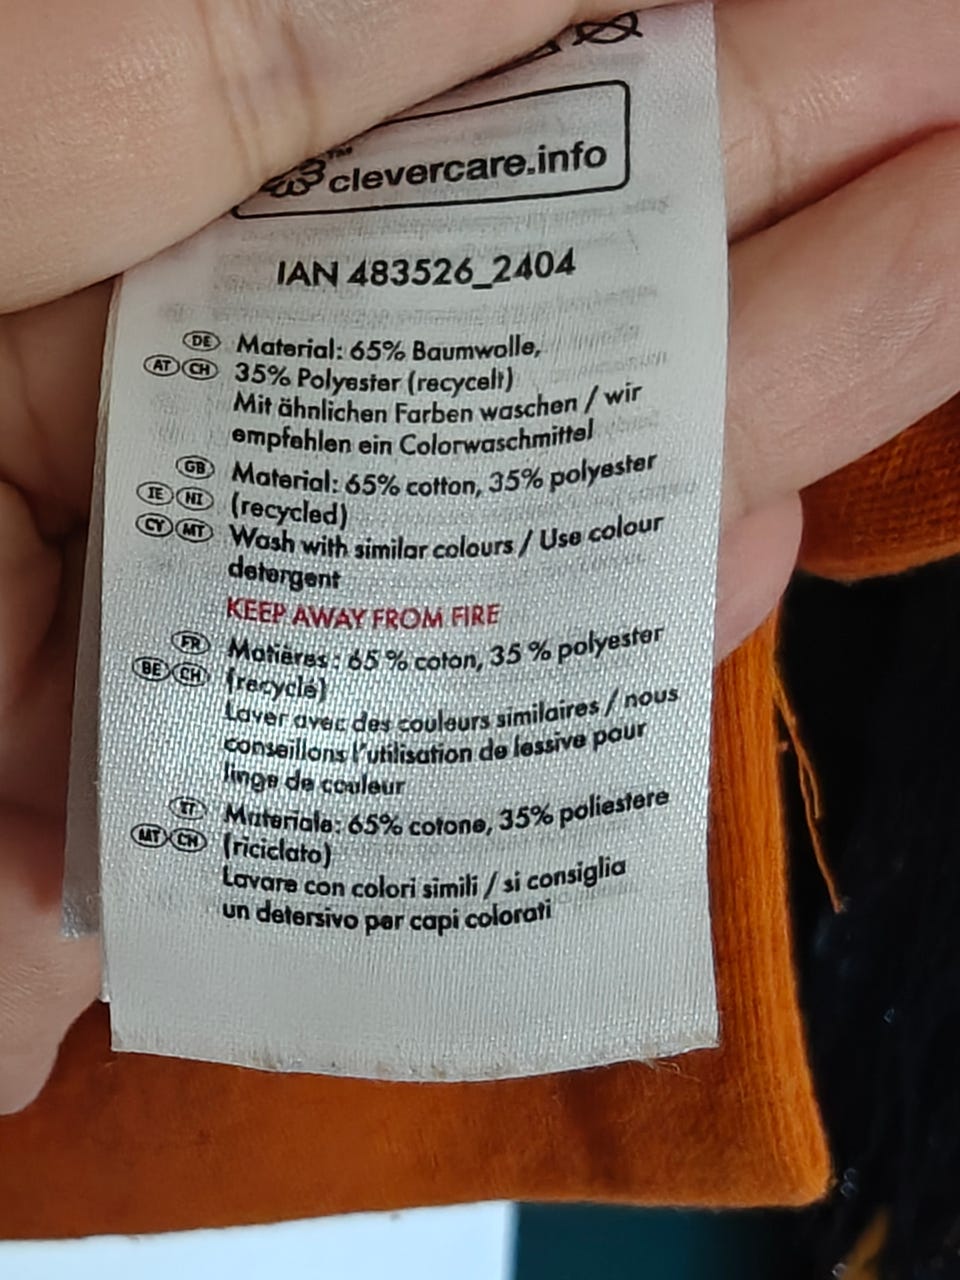 clevercare.info
IAN 483526_2404
DE Material: 65% Baumwolle,
AT CH 35% Polyester (recycelt)
Mit ähnlichen Farben waschen / wir
empfehlen ein Colorwaschmittel
GB Material: 65% cotton, 35% polyester
IE NI (recycled)
CY MT Wash with similar colours / Use colour
detergent
KEEP AWAY FROM FIRE
FR Matières : 65 % coton, 35 % polyester
BE CH (recyclé)
Laver avec des couleurs similaires / nous
conseillons l'utilisation de lessive pour
linge de couleur
IT Materiale: 65% cotone, 35% poliestere
MT CH (riciclato)
Lavare con colori simili / si consiglia
un detersivo per capi colorati